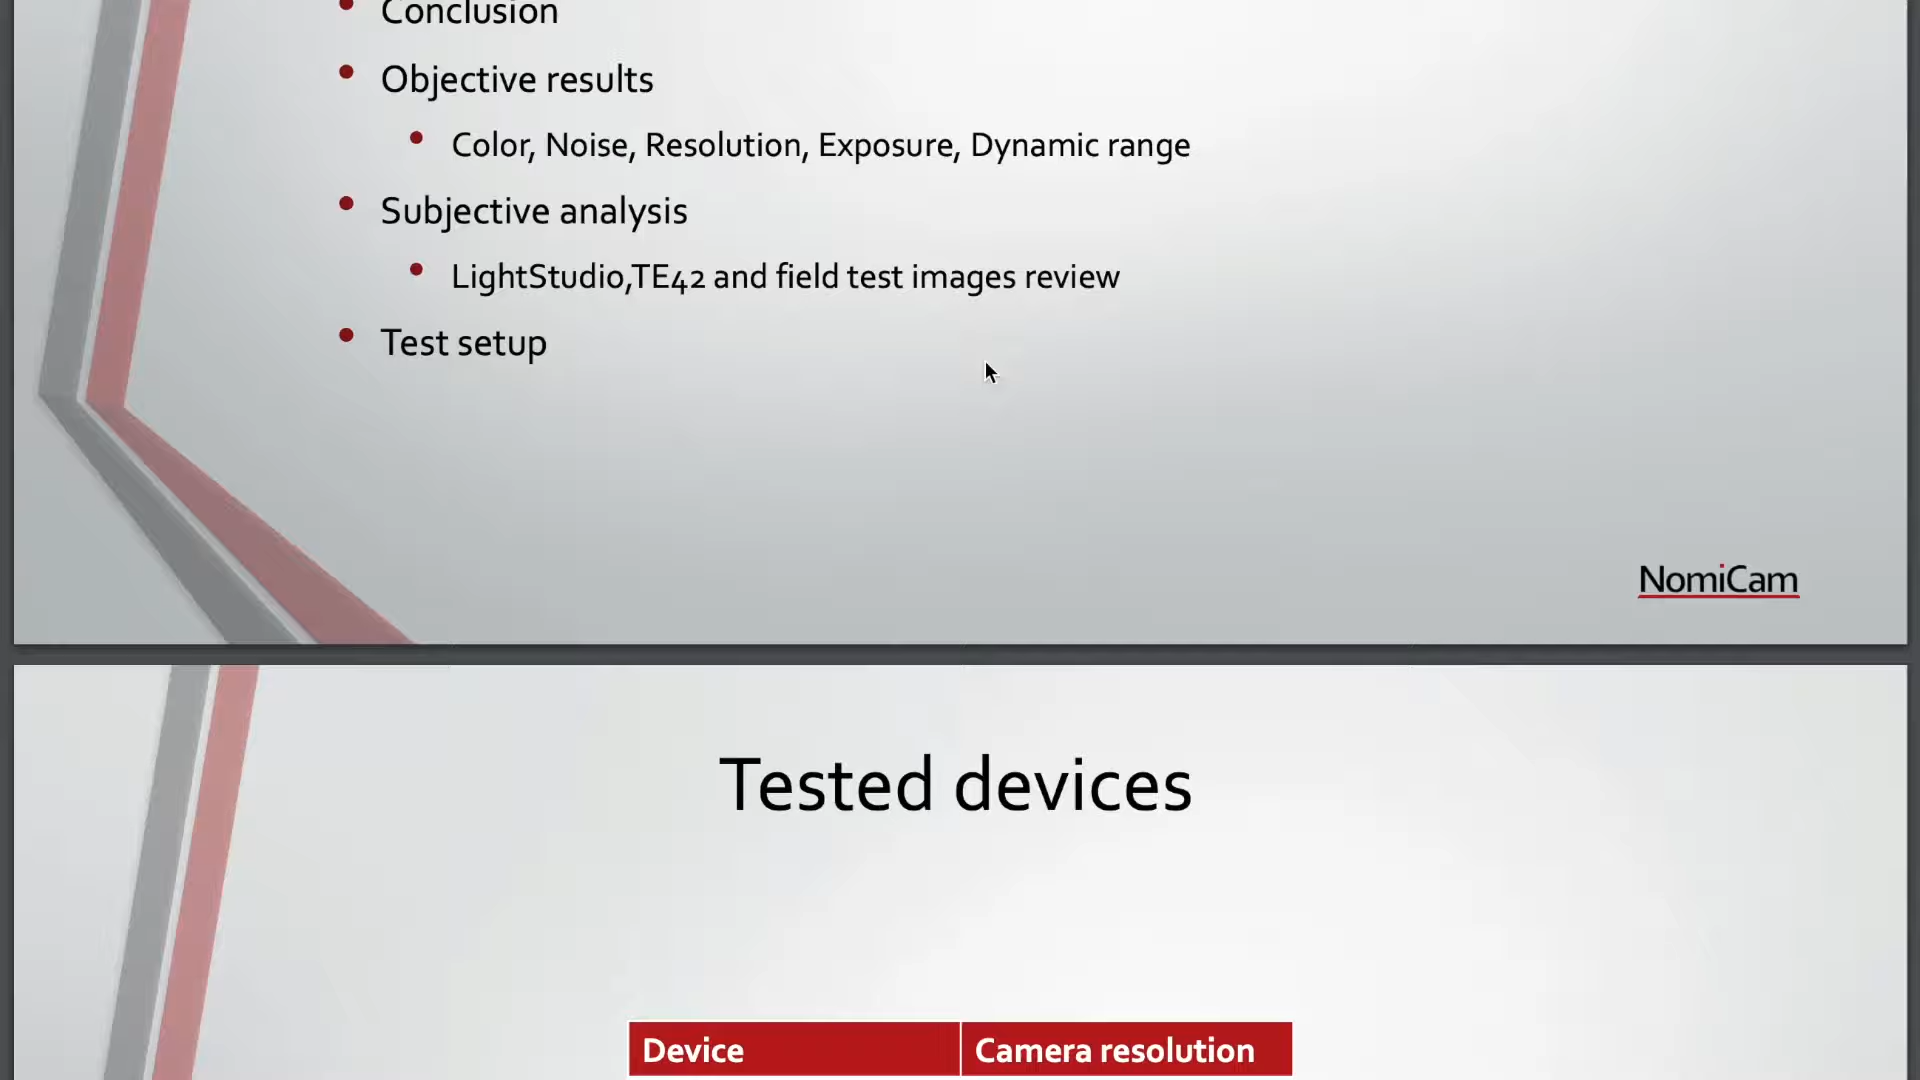 Conclusion
Objective results
Color, Noise, Resolution, Exposure, Dynamic range
Subjective analysis
LightStudio,TE42 and field test images review
Test setup
NomiCam
Tested devices
Device
Camera resolution